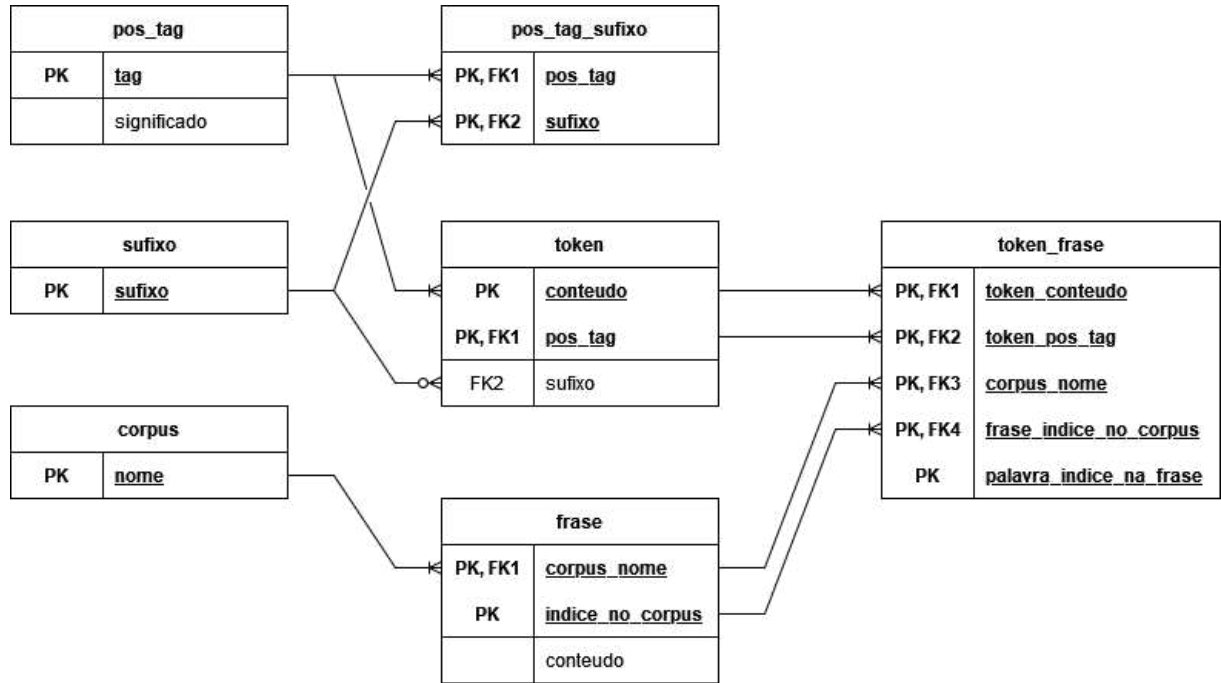 pos_tag
PK tag
significado
pos_tag_sufixo
PK, FK1 pos_tag
PK, FK2 sufixo
sufixo
PK sufixo
token
PK conteudo
PK, FK1 pos_tag
FK2 sufixo
token_frase
PK, FK1 token_conteudo
PK, FK2 token_pos_tag
PK, FK3 corpus_nome
PK, FK4 frase_indice_no_corpus
PK palavra_indice_na_frase
corpus
PK nome
frase
PK, FK1 corpus_nome
PK indice_no_corpus
conteudo